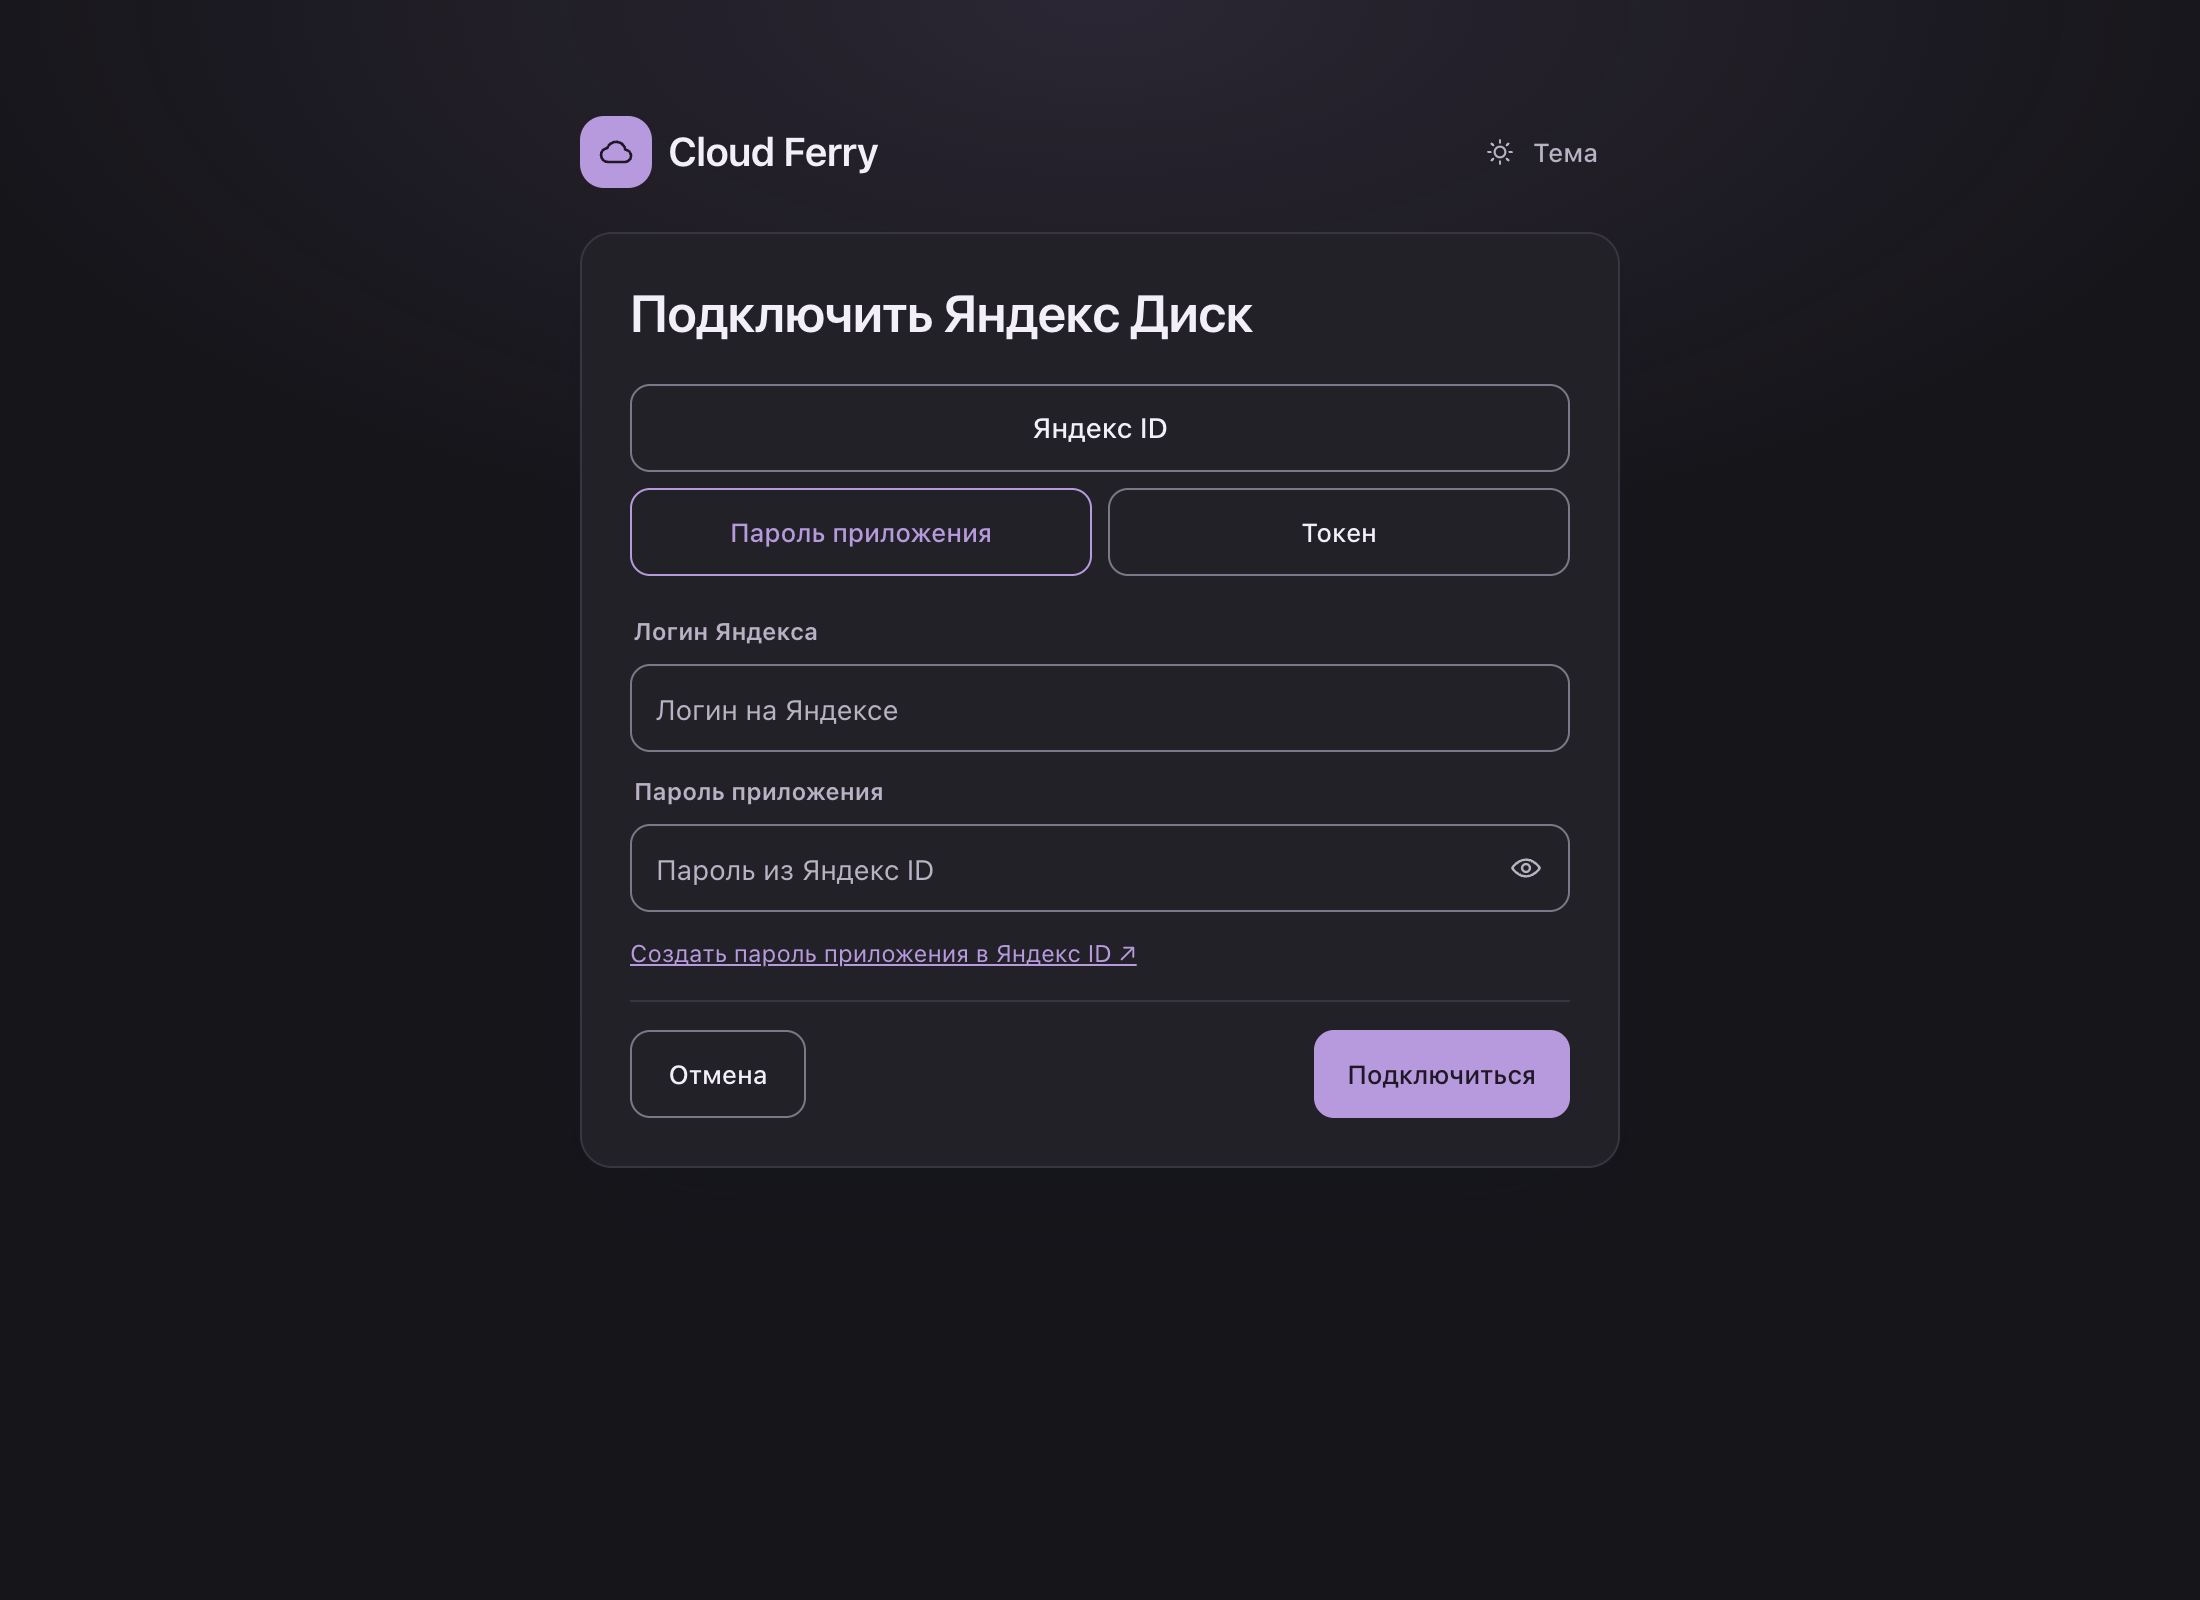 Cloud Ferry
Тема
Подключить Яндекс Диск
Яндекс ID
Пароль приложения
Токен
Логин Яндекса
Логин на Яндексе
Пароль приложения
Пароль из Яндекс ID
Создать пароль приложения в Яндекс ID ↗
Отмена
Подключиться